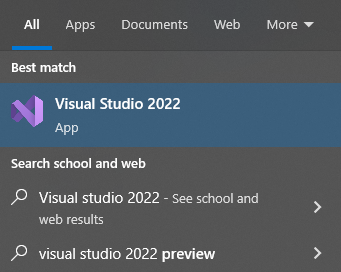 All Apps Documents Web More
Best match
Visual Studio 2022
App
Search school and web
Visual studio 2022 - See school and
web results
visual studio 2022 preview